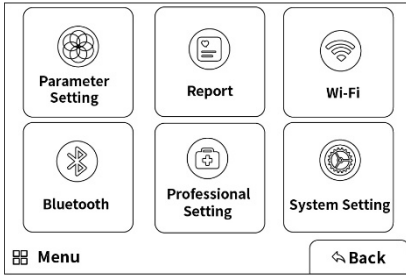 Parameter
Setting
Report
Wi-Fi
Bluetooth
Professional
Setting
System Setting
Menu
Back